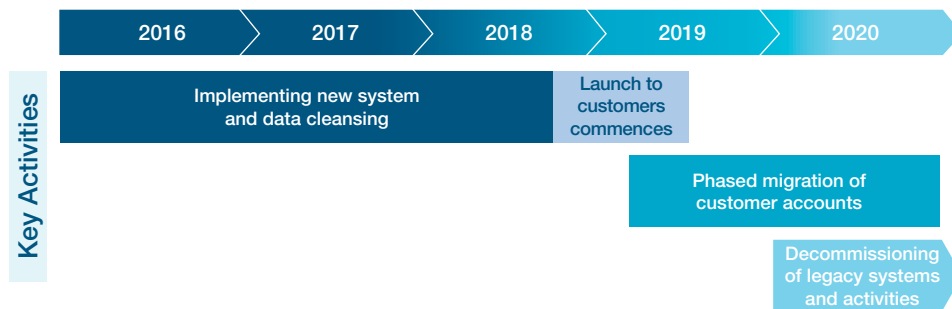 2016
2017
2018
2019
2020
Key Activities
Implementing new system
and data cleansing
Launch to
customers
commences
Phased migration of
customer accounts
Decommissioning
of legacy systems
and activities